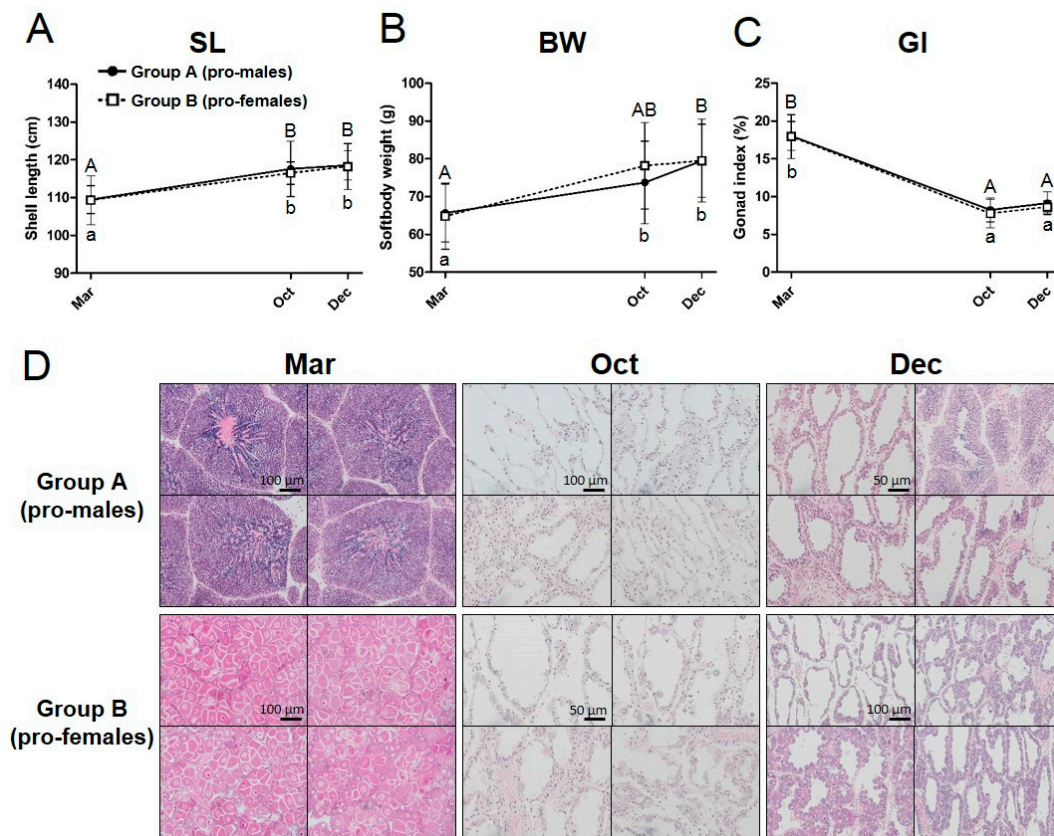 A
SL
Group A (pro-males)
Group B (pro-females)
Shell length (cm)
140
130
120
110
100
90
A
B
B
a
b
b
Mar
Oct
Dec
B
BW
Softbody weight (g)
100
90
80
70
60
50
A
AB
B
a
b
b
Mar
Oct
Dec
C
GI
Gonad index (%)
25
20
15
10
5
0
B
A
A
b
a
a
Mar
Oct
Dec
D
Mar
Oct
Dec
Group A
(pro-males)
100 µm
100 µm
50 µm
Group B
(pro-females)
100 µm
50 µm
100 µm